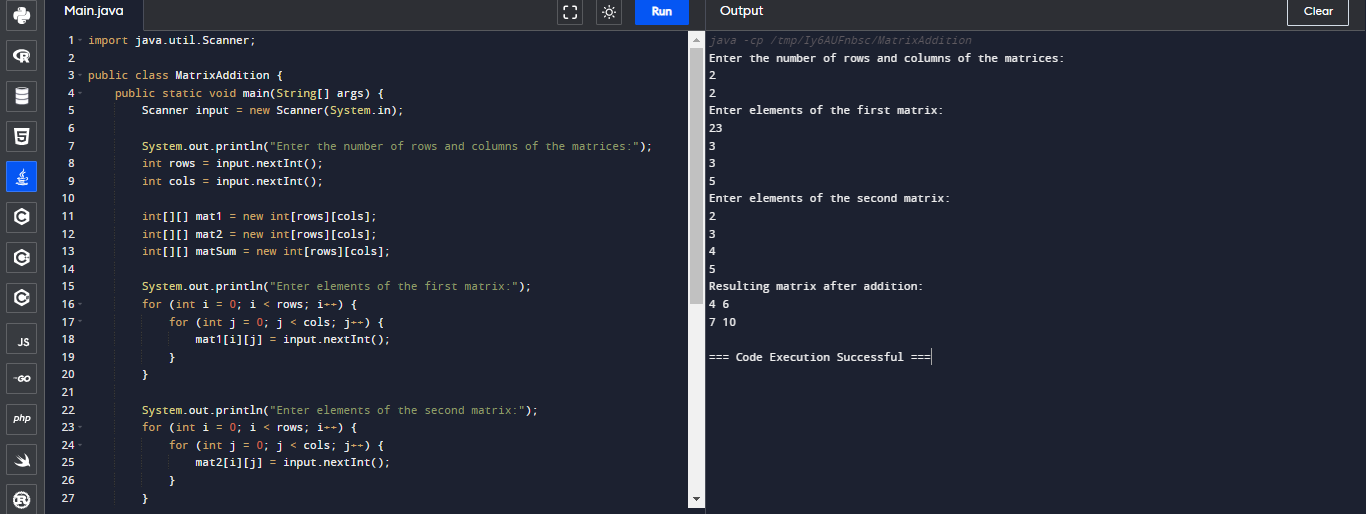 Main.java
Run
1 import java.util.Scanner;
2
3 public class MatrixAddition {
4 public static void main(String[] args) {
5 Scanner input = new Scanner(System.in);
6
7 System.out.println("Enter the number of rows and columns of the matrices:");
8 int rows = input.nextInt();
9 int cols = input.nextInt();
10
11 int[][] mat1 = new int[rows][cols];
12 int[][] mat2 = new int[rows][cols];
13 int[][] matSum = new int[rows][cols];
14
15 System.out.println("Enter elements of the first matrix:");
16 for (int i = 0; i < rows; i++) {
17 for (int j = 0; j < cols; j++) {
18 mat1[i][j] = input.nextInt();
19 }
20 }
21
22 System.out.println("Enter elements of the second matrix:");
23 for (int i = 0; i < rows; i++) {
24 for (int j = 0; j < cols; j++) {
25 mat2[i][j] = input.nextInt();
26 }
27 }
Output
Clear
java -cp /tmp/Iy6AUFnbsc/MatrixAddition
Enter the number of rows and columns of the matrices:
2
2
Enter elements of the first matrix:
23
3
3
5
Enter elements of the second matrix:
2
3
4
5
Resulting matrix after addition:
4 6
7 10
=== Code Execution Successful ===
R
5
C
C
C
JS
GO
php
R